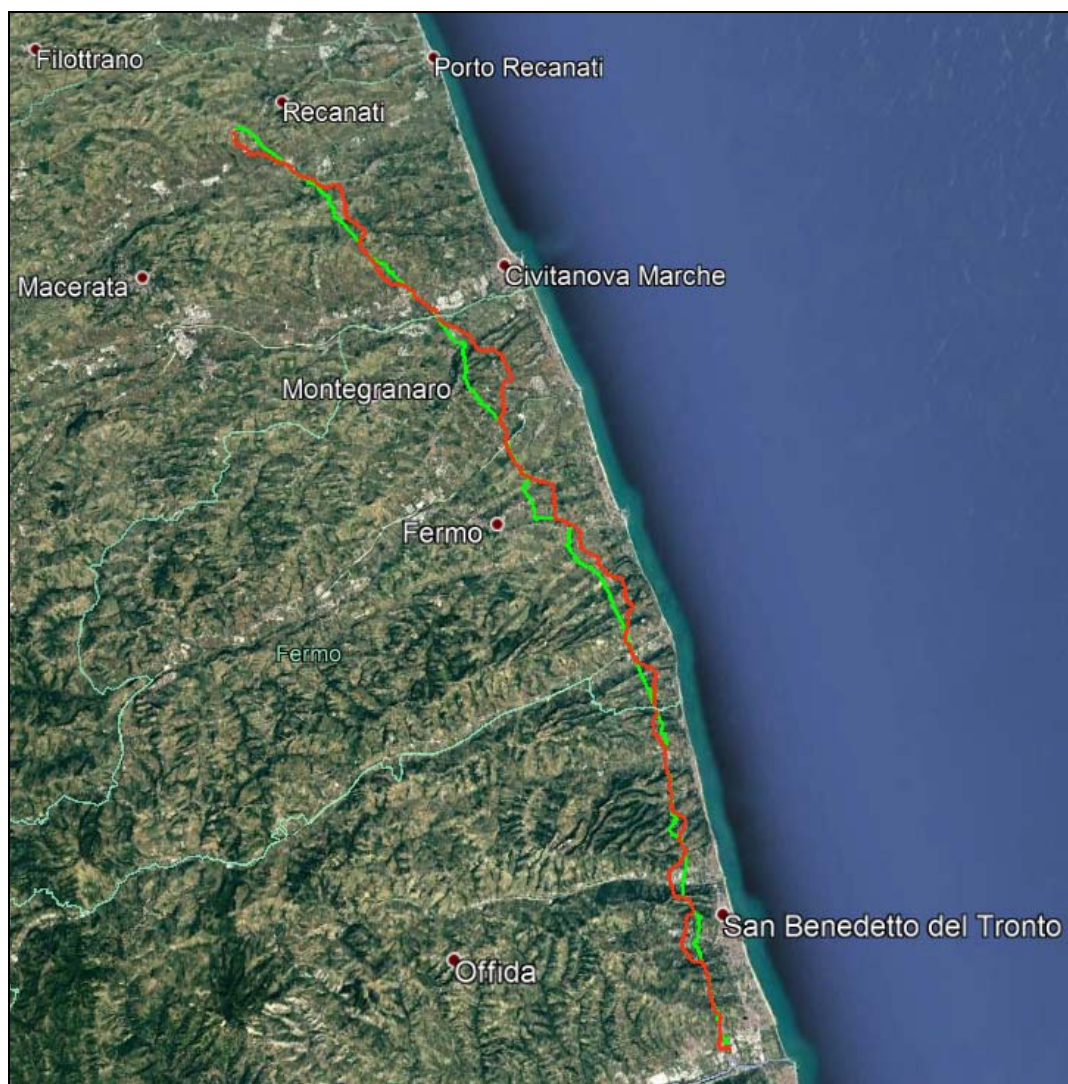 Filottrano
Porto Recanati
Recanati
Civitanova Marche
Macerata
Montegranaro
Fermo
Fermo
San Benedetto del Tronto
Offida